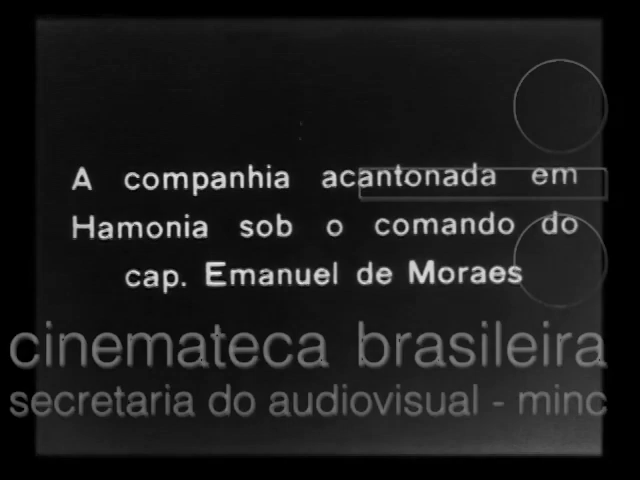 A companhia acantonada em
Hamonia sob o comando do
cap. Emanuel de Moraes
cinemateca brasileira
secretaria do audiovisual - minc